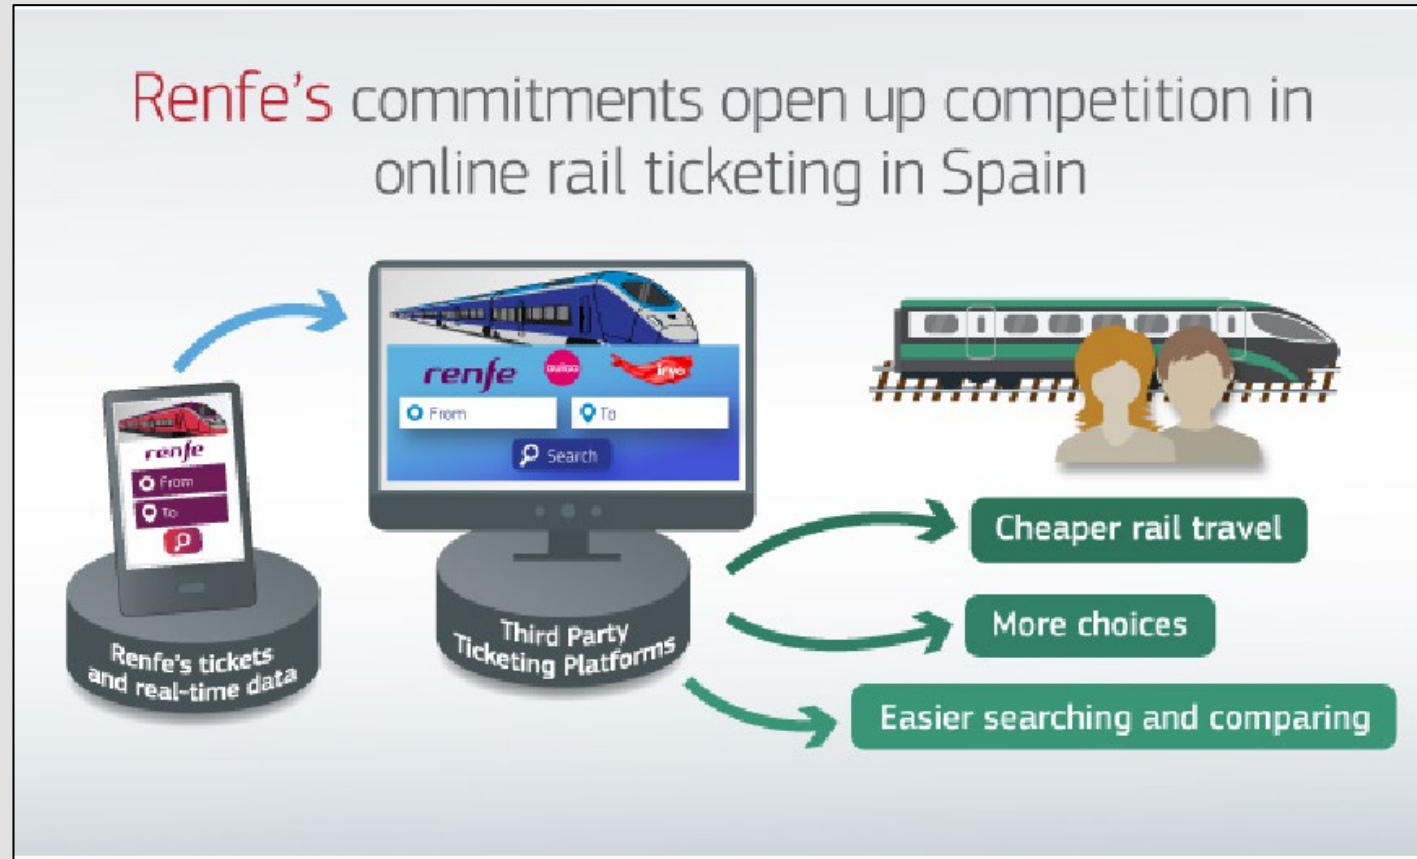 Renfe's commitments open up competition in
online rail ticketing in Spain
renfe
From
To
Renfe's tickets
and real-time data
renfe
iryo
From
To
Search
Third Party
Ticketing Platforms
Cheaper rail travel
More choices
Easier searching and comparing